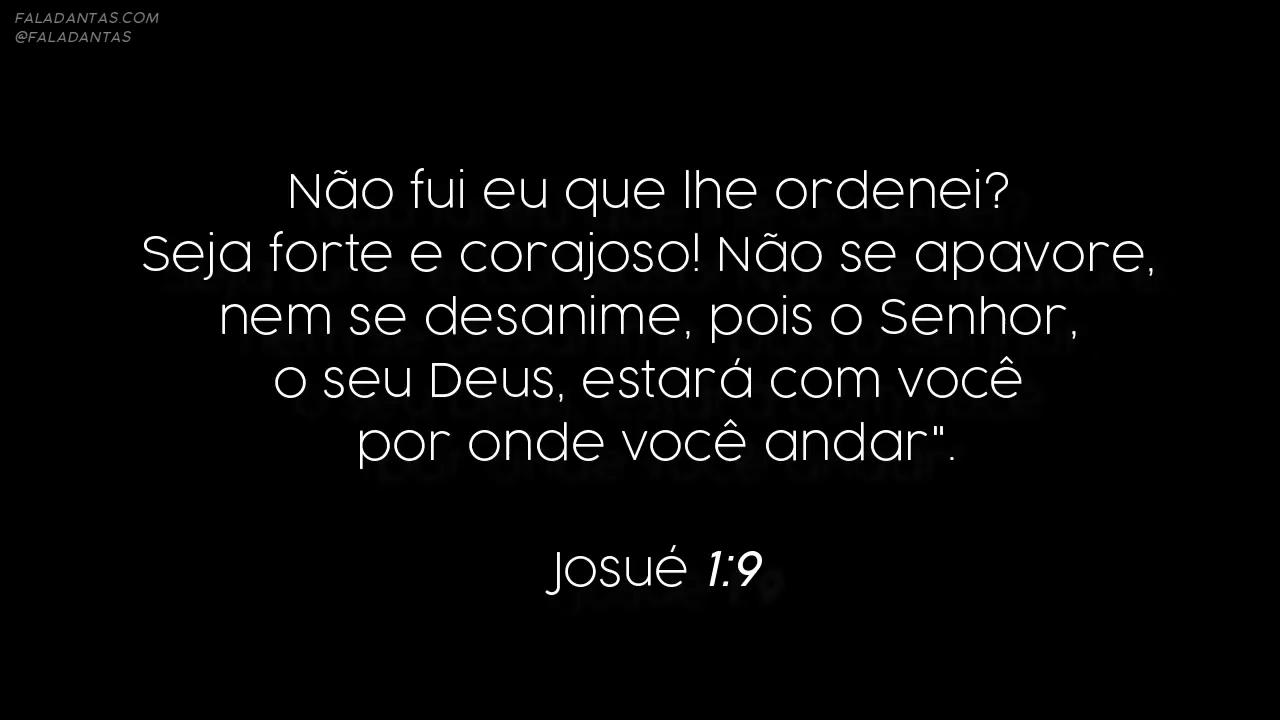 FALADANTAS.COM
@FALADANTAS
Não fui eu que lhe ordenei?
Seja forte e corajoso! Não se apavore,
nem se desanime, pois o Senhor,
o seu Deus, estará com você
por onde você andar".
Josué 1:9